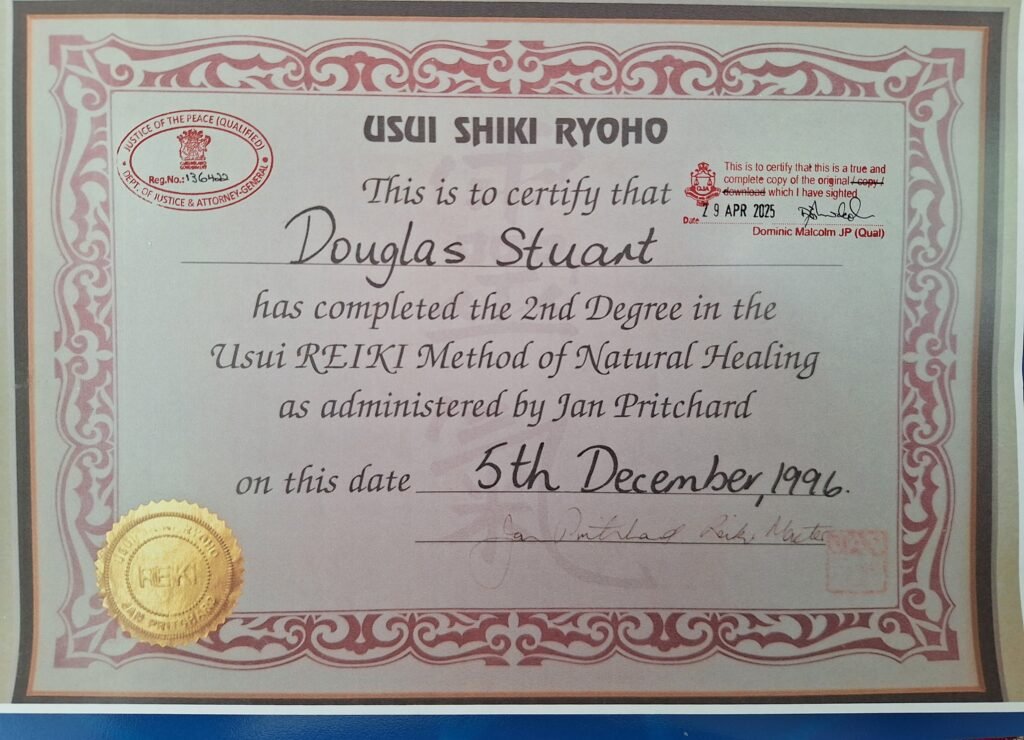 USUI SHIKI RYOHO
JUSTICE OF THE PEACE (QUALIFIED)
Reg.No.: 136422
DEPT. OF JUSTICE & ATTORNEY-GENERAL
This is to certify that this is a true and
complete copy of the original / copy /
download which I have sighted
Date 29 APR 2025
Dominic Malcolm JP (Qual)
This is to certify that
Douglas Stuart
has completed the 2nd Degree in the
Usui REIKI Method of Natural Healing
as administered by Jan Pritchard
on this date 5th December, 1996.
Jan Pritchard Reiki Master
USUI SHIKI RYOHO
REIKI
JAN PRITCHARD